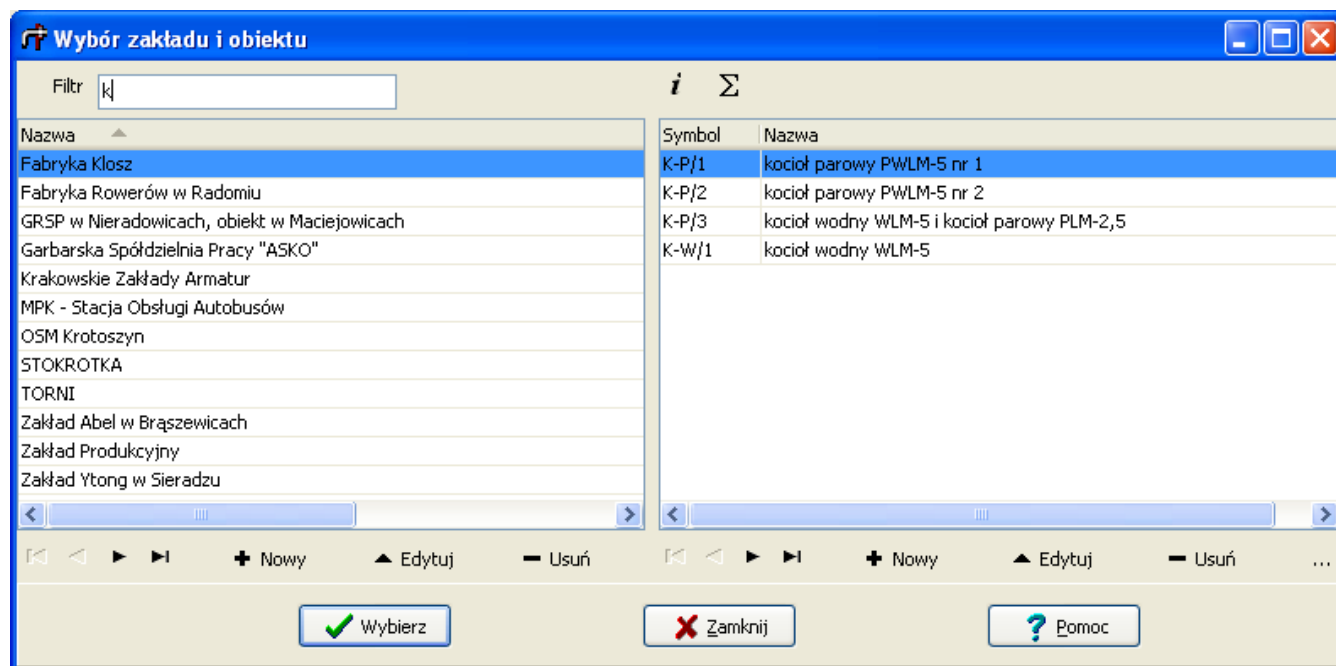 Wybór zakładu i obiektu
Filtr k i Σ
Nazwa
Fabryka Klosz
Fabryka Rowerów w Radomiu
GRSP w Nieradowicach, obiekt w Maciejowicach
Garbarska Spółdzielnia Pracy "ASKO"
Krakowskie Zakłady Armatur
MPK - Stacja Obsługi Autobusów
OSM Krotoszyn
STOKROTKA
TORNI
Zakład Abel w Brąszewicach
Zakład Produkcyjny
Zakład Ytong w Sieradzu
Symbol Nazwa
K-P/1 kocioł parowy PWLM-5 nr 1
K-P/2 kocioł parowy PWLM-5 nr 2
K-P/3 kocioł wodny WLM-5 i kocioł parowy PLM-2,5
K-W/1 kocioł wodny WLM-5
Nowy Edytuj Usuń
Nowy Edytuj Usuń ...
Wybierz Zamknij Pomoc